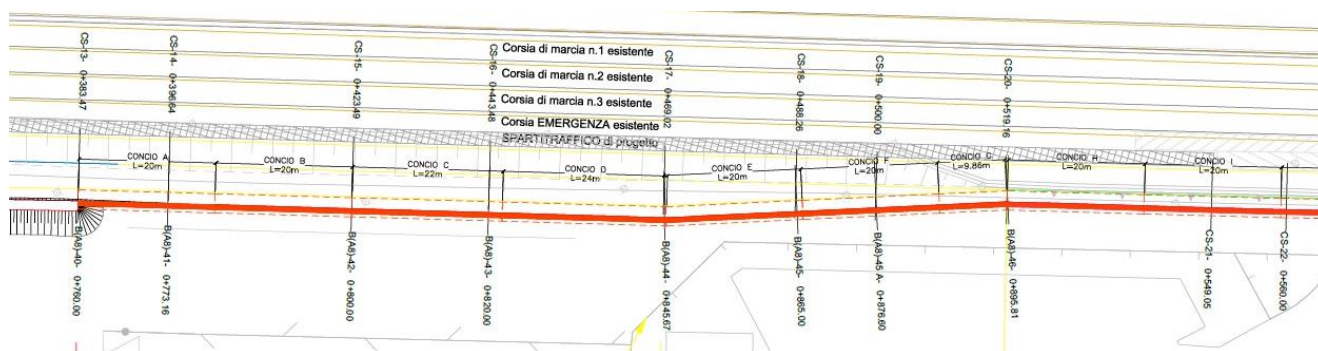 CS-13- 0+383.47
CS-14- 0+396.64
CS-15- 0+423.49
CS-16- 0+443.48
CS-17- 0+469.02
CS-18- 0+488.26
CS-19- 0+500.00
CS-20- 0+519.16
Corsia di marcia n.1 esistente
Corsia di marcia n.2 esistente
Corsia di marcia n.3 esistente
Corsia EMERGENZA esistente
SPARTITRAFFICO di progetto
CONCIO A
L=20m
CONCIO B
L=20m
CONCIO C
L=22m
CONCIO D
L=24m
CONCIO E
L=20m
CONCIO F
L=20m
CONCIO G
L=9.86m
CONCIO H
L=20m
CONCIO I
L=20m
B(A8)-40- 0+760.00
B(A8)-41- 0+773.16
B(A8)-42- 0+800.00
B(A8)-43- 0+820.00
B(A8)-44- 0+845.67
B(A8)-45- 0+865.00
B(A8)-45 A- 0+876.60
B(A8)-46- 0+895.81
CS-21- 0+549.05
CS-22- 0+560.00